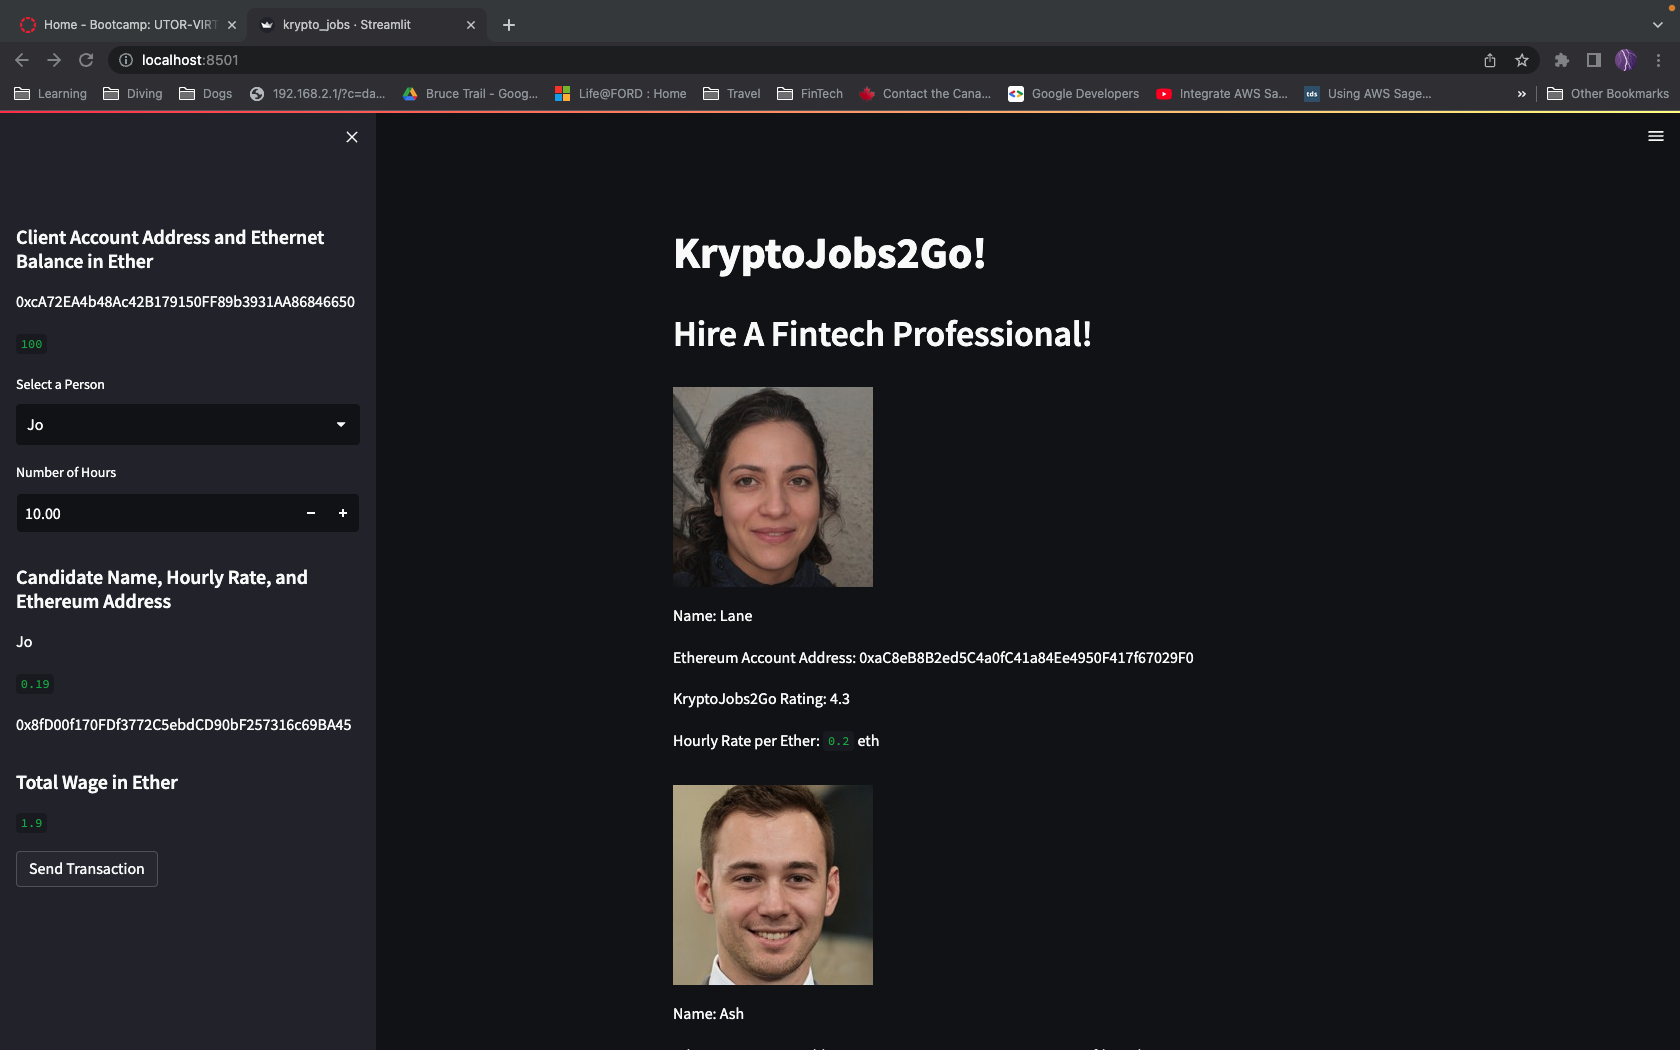 Home - Bootcamp: UTOR-VIRT
krypto_jobs · Streamlit
localhost:8501
Learning
Diving
Dogs
192.168.2.1/?c=da...
Bruce Trail - Goog...
Life@FORD : Home
Travel
FinTech
Contact the Cana...
Google Developers
Integrate AWS Sa...
tds
Using AWS Sage...
»
Other Bookmarks
Client Account Address and Ethernet
Balance in Ether
0xcA72EA4b48Ac42B179150FF89b3931AA86846650
100
Select a Person
Jo
Number of Hours
10.00
Candidate Name, Hourly Rate, and
Ethereum Address
Jo
0.19
0x8fD00f170FDf3772C5ebdCD90bF257316c69BA45
Total Wage in Ether
1.9
Send Transaction
KryptoJobs2Go!
Hire A Fintech Professional!
Name: Lane
Ethereum Account Address: 0xaC8eB8B2ed5C4a0fC41a84Ee4950F417f67029F0
KryptoJobs2Go Rating: 4.3
Hourly Rate per Ether: 0.2 eth
Name: Ash